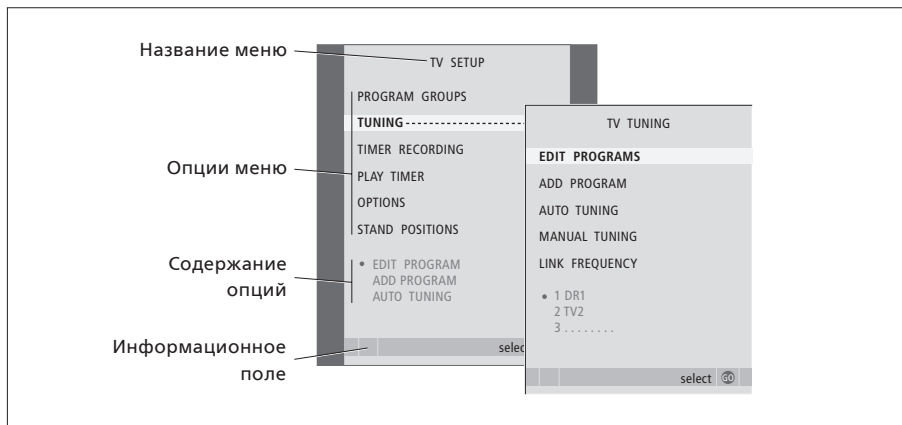 Название меню
TV SETUP
PROGRAM GROUPS
TUNING
TIMER RECORDING
Опции меню
PLAY TIMER
OPTIONS
STAND POSITIONS
Содержание
опций
• EDIT PROGRAM
ADD PROGRAM
AUTO TUNING
Информационное
поле
selec
TV TUNING
EDIT PROGRAMS
ADD PROGRAM
AUTO TUNING
MANUAL TUNING
LINK FREQUENCY
• 1 DR1
2 TV2
3 . . . . . . . .
select GO